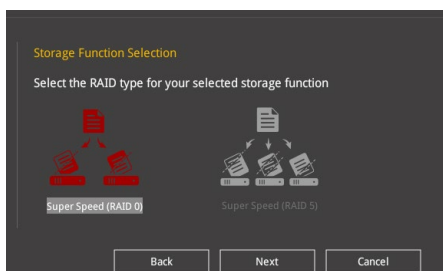 Storage Function Selection
Select the RAID type for your selected storage function
Super Speed (RAID 0)
Super Speed (RAID 5)
Back
Next
Cancel